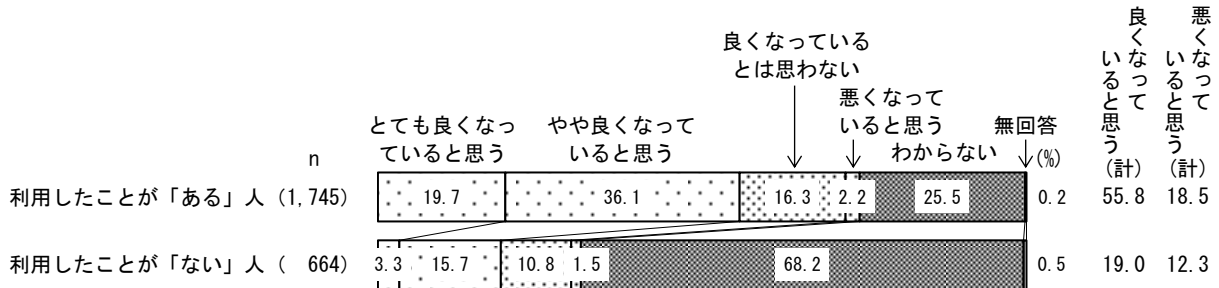 良くなっている
とは思わない
悪くなって
いると思う
とても良くなっ
ていると思う
やや良くなって
いると思う
わからない
無回答
(%)
良くなって
いると思う(計)
悪くなって
いると思う(計)
n
利用したことが「ある」人 (1,745) 19.7 36.1 16.3 2.2 25.5 0.2 55.8 18.5
利用したことが「ない」人 ( 664) 3.3 15.7 10.8 1.5 68.2 0.5 19.0 12.3